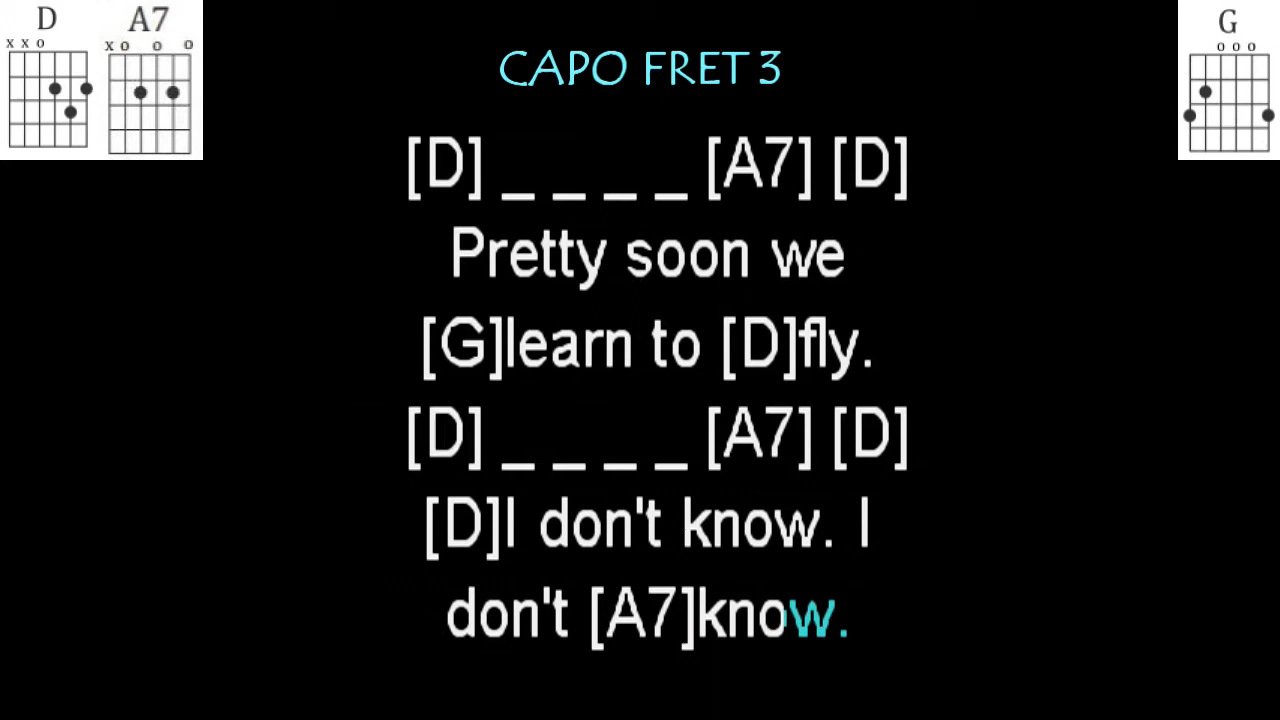 D
A7
G
x x o
x o o o
o o o
CAPO FRET 3
[D] _ _ _ _ [A7] [D]
Pretty soon we
[G]learn to [D]fly.
[D] _ _ _ _ [A7] [D]
[D]I don't know. I
don't [A7]know.